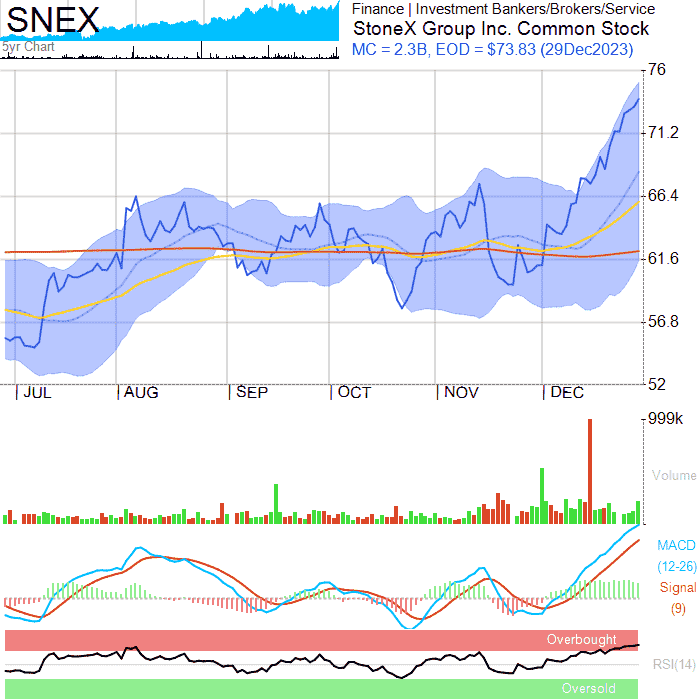 SNEX
5yr Chart
Finance | Investment Bankers/Brokers/Service
StoneX Group Inc. Common Stock
MC = 2.3B, EOD = $73.83 (29Dec2023)
76
71.2
66.4
61.6
56.8
52
JUL AUG SEP OCT NOV DEC
999k
Volume
MACD
(12-26)
Signal
(9)
Overbought
RSI(14)
Oversold